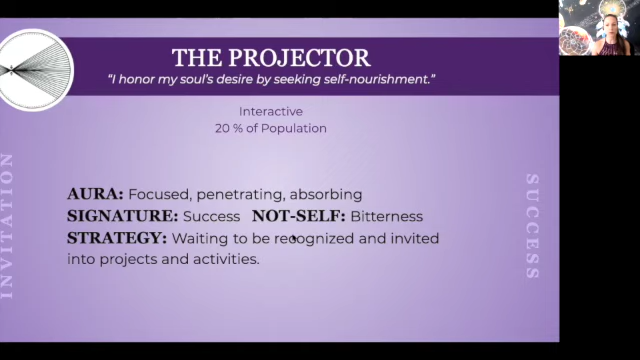 THE PROJECTOR
"I honor my soul's desire by seeking self-nourishment."
Interactive
20 % of Population
INVITATION
AURA: Focused, penetrating, absorbing
SIGNATURE: Success NOT-SELF: Bitterness
STRATEGY: Waiting to be recognized and invited
into projects and activities.
SUCCESS